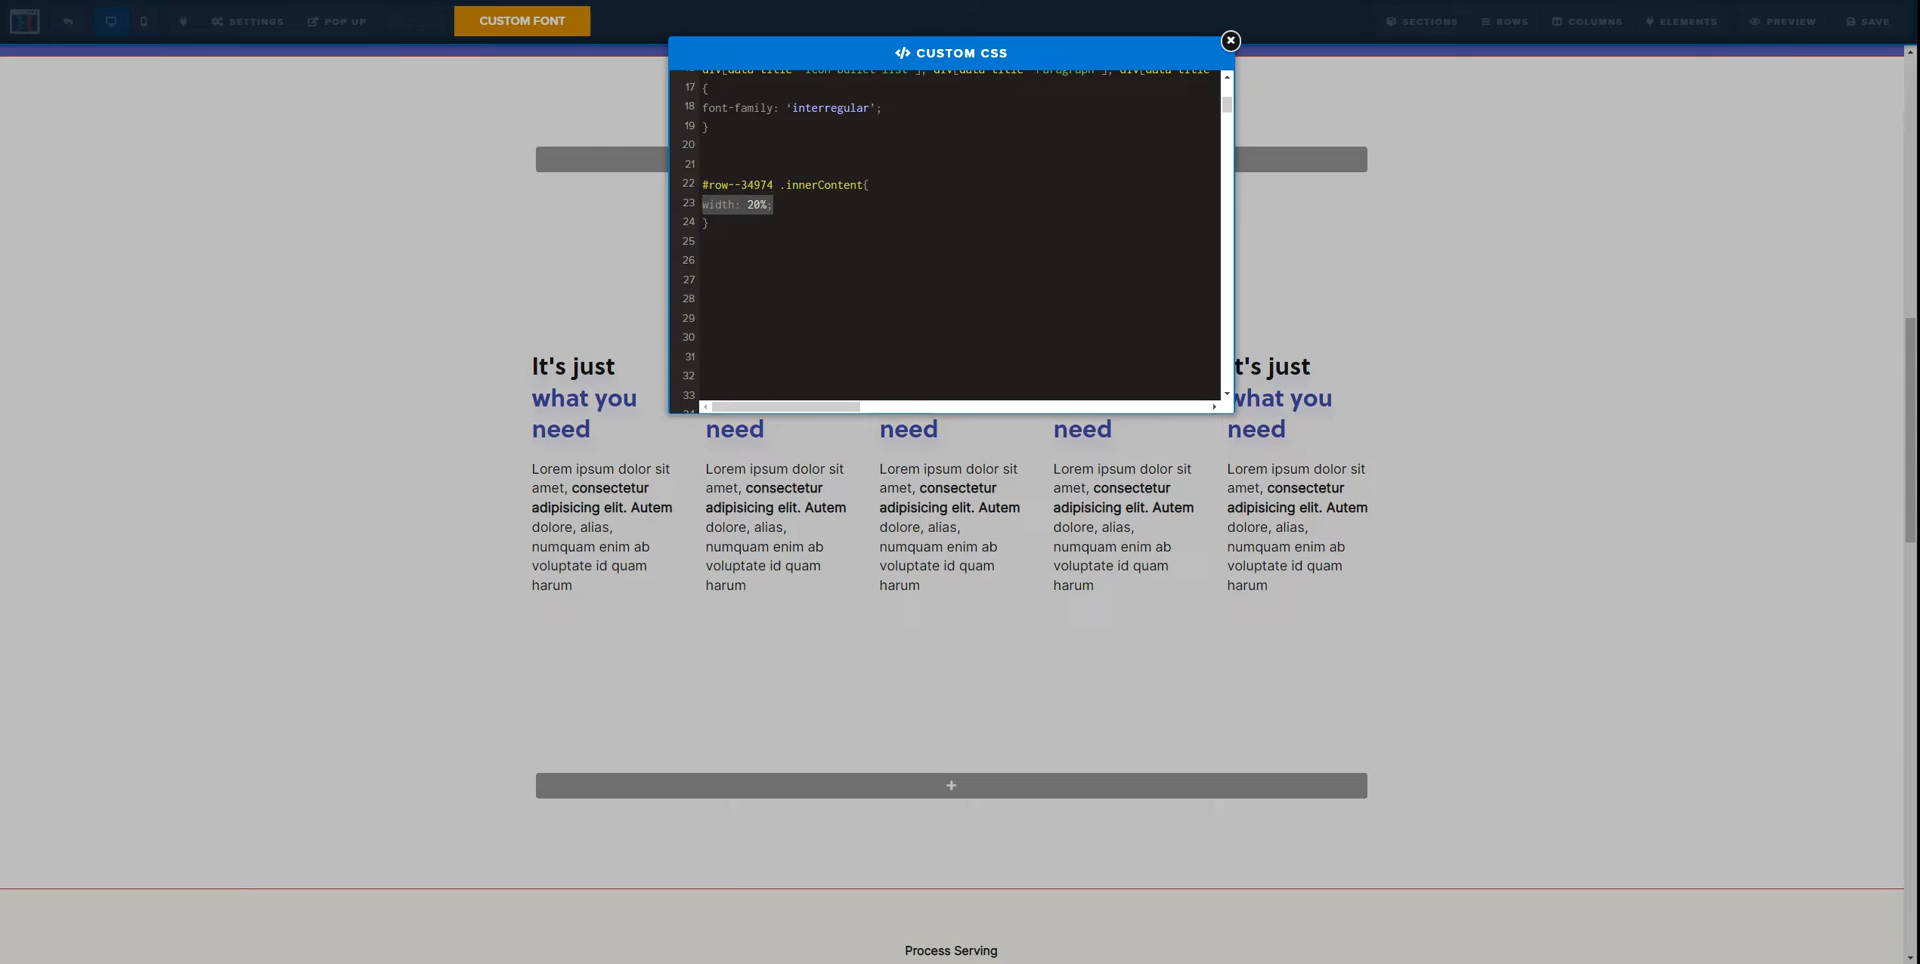 SETTINGS
POP UP
CUSTOM FONT
SECTIONS
ROWS
COLUMNS
ELEMENTS
PREVIEW
SAVE
</> CUSTOM CSS
17 {
18 font-family: ‘interregular’;
19 }
20
21
22 #row--34974 .innerContent{
23 width: 20%;
24 }
25
26
27
28
29
30
31
32
33
It's just
what you
need
Lorem ipsum dolor sit
amet, consectetur
adipisicing elit. Autem
dolore, alias,
numquam enim ab
voluptate id quam
harum
need
Lorem ipsum dolor sit
amet, consectetur
adipisicing elit. Autem
dolore, alias,
numquam enim ab
voluptate id quam
harum
need
Lorem ipsum dolor sit
amet, consectetur
adipisicing elit. Autem
dolore, alias,
numquam enim ab
voluptate id quam
harum
need
Lorem ipsum dolor sit
amet, consectetur
adipisicing elit. Autem
dolore, alias,
numquam enim ab
voluptate id quam
harum
t's just
what you
need
Lorem ipsum dolor sit
amet, consectetur
adipisicing elit. Autem
dolore, alias,
numquam enim ab
voluptate id quam
harum
+
Process Serving